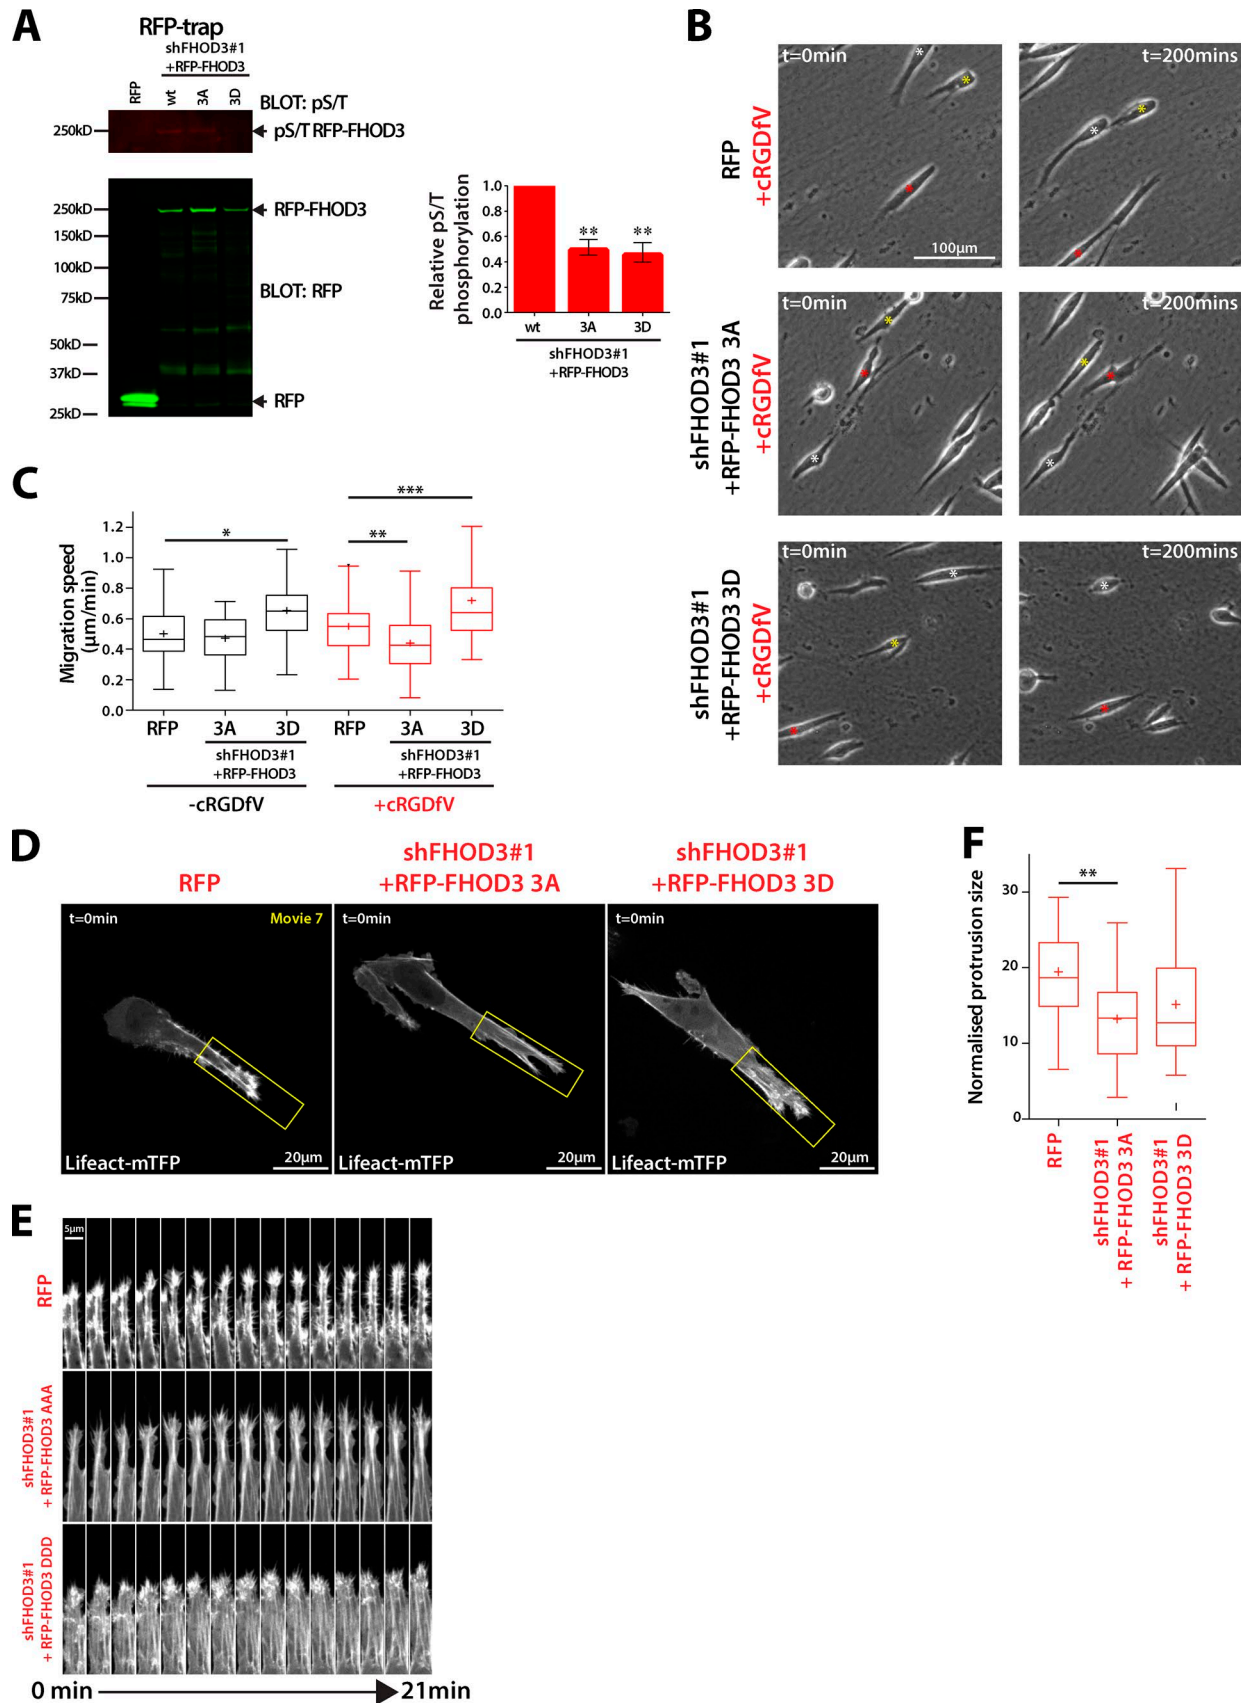 A
RFP-trap
shFHOD3#1
+RFP-FHOD3
RFP
wt
3A
3D
BLOT: pS/T
250kD
pS/T RFP-FHOD3
250kD
RFP-FHOD3
150kD
100kD
BLOT: RFP
75kD
50kD
37kD
RFP
25kD
Relative pS/T
phosphorylation
1.0
0.8
0.6
0.4
0.2
0.0
**
**
wt
3A
3D
shFHOD3#1
+RFP-FHOD3
B
RFP
+cRGDfV
t=0min
*
*
*
100µm
t=200mins
*
*
*
shFHOD3#1
+RFP-FHOD3 3A
+cRGDfV
t=0min
*
*
*
t=200mins
*
*
*
shFHOD3#1
+RFP-FHOD3 3D
+cRGDfV
t=0min
*
*
*
t=200mins
*
*
C
Migration speed
(µm/min)
1.2
1.0
0.8
0.6
0.4
0.2
0.0
*
**
***
RFP
3A
3D
RFP
3A
3D
shFHOD3#1
+RFP-FHOD3
shFHOD3#1
+RFP-FHOD3
-cRGDfV
+cRGDfV
D
RFP
shFHOD3#1
+RFP-FHOD3 3A
shFHOD3#1
+RFP-FHOD3 3D
t=0min
Movie 7
Lifeact-mTFP
20µm
t=0min
Lifeact-mTFP
20µm
t=0min
Lifeact-mTFP
20µm
F
Normalised protrusion size
30
20
10
0
**
RFP
shFHOD3#1
+ RFP-FHOD3 3A
shFHOD3#1
+ RFP-FHOD3 3D
E
5µm
RFP
shFHOD3#1
+ RFP-FHOD3 AAA
shFHOD3#1
+ RFP-FHOD3 DDD
0 min
21min